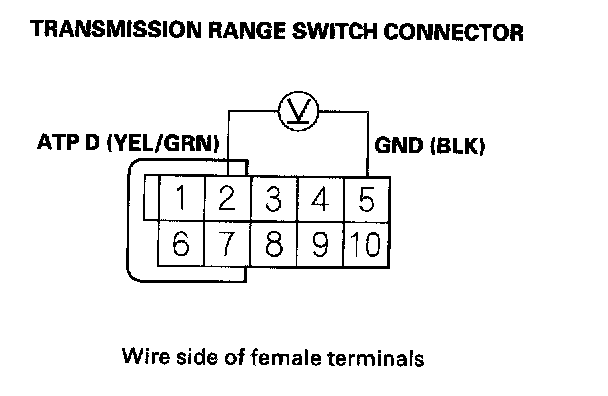 TRANSMISSION RANGE SWITCH CONNECTOR
V
ATP D (YEL/GRN)
GND (BLK)
1 2 3 4 5
6 7 8 9 10
Wire side of female terminals